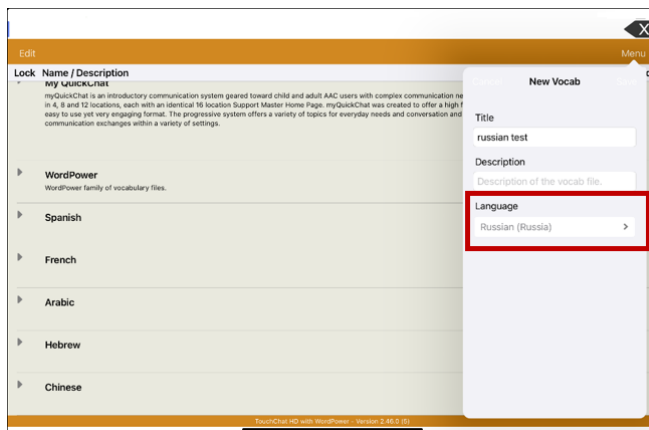 X
Edit
Menu
Lock Name / Description
My QuickChat
myQuickChat is an introductory communication system geared toward child and adult AAC users with complex communication ne
in 4, 8 and 12 locations, each with an identical 16 location Support Master Home Page. myQuickChat was created to offer a high f
easy to use yet very engaging format. The progressive system offers a variety of topics for everyday needs and conversation and
communication exchanges within a variety of settings.
WordPower
WordPower family of vocabulary files.
Spanish
French
Arabic
Hebrew
Chinese
New Vocab
Title
russian test
Description
Description of the vocab file.
Language
Russian (Russia)
TouchChat HD with WordPower - Version 2.46.0 (6)